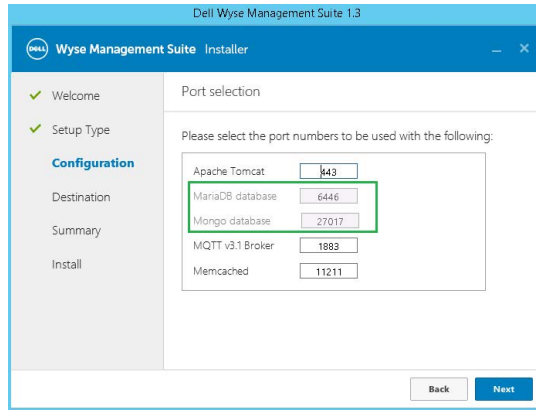 Dell Wyse Management Suite 1.3
DELL Wyse Management Suite Installer
Welcome
Port selection
Setup Type
Please select the port numbers to be used with the following:
Configuration
Apache Tomcat 443
MariaDB database 6446
Destination
Mongo database 27017
Summary
MQTT v3.1 Broker 1883
Install
Memcached 11211
Back Next